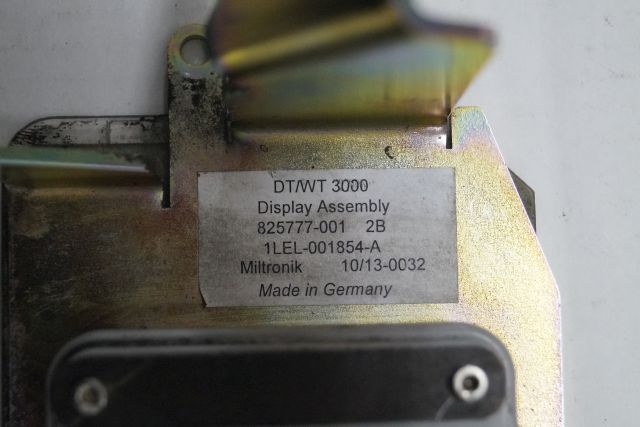 DT/WT 3000
Display Assembly
825777-001 2B
1LEL-001854-A
Miltronik 10/13-0032
Made in Germany